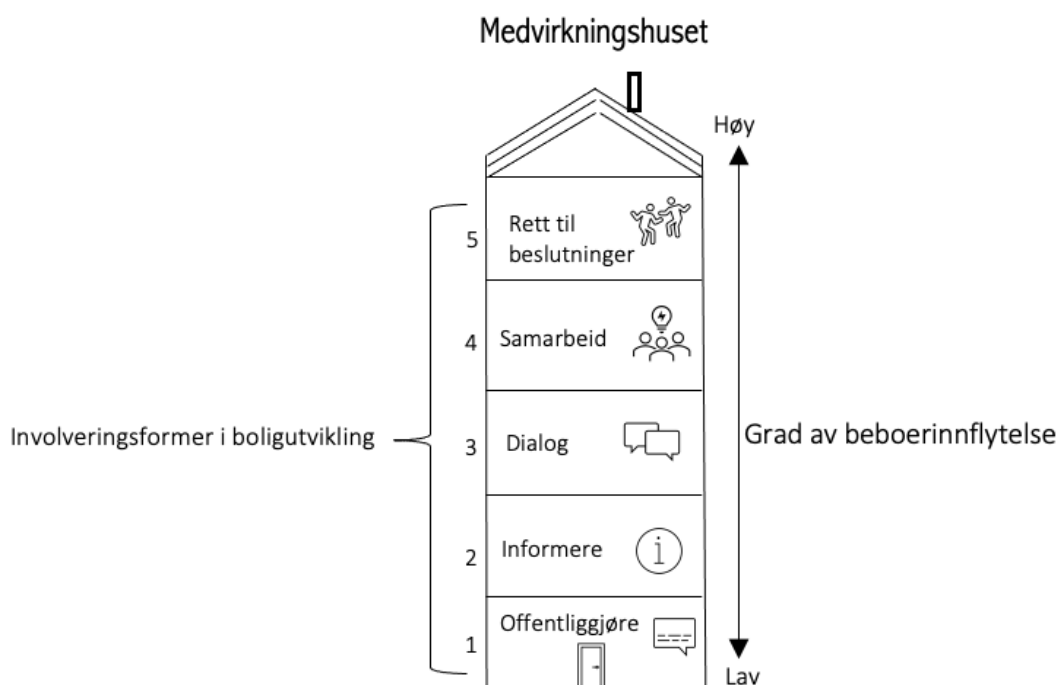 Medvirkningshuset
Høy
5
Rett til
beslutninger
4
Samarbeid
Involveringsformer i boligutvikling
3
Dialog
Grad av beboerinnflytelse
2
Informere
1
Offentliggjøre
Lav